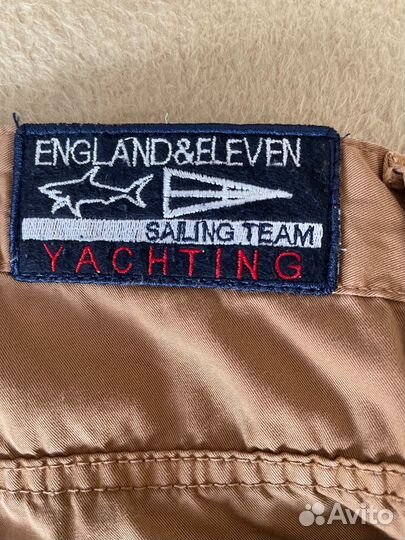 ENGLAND&ELEVEN
SAILING TEAM
YACHTING
Avito